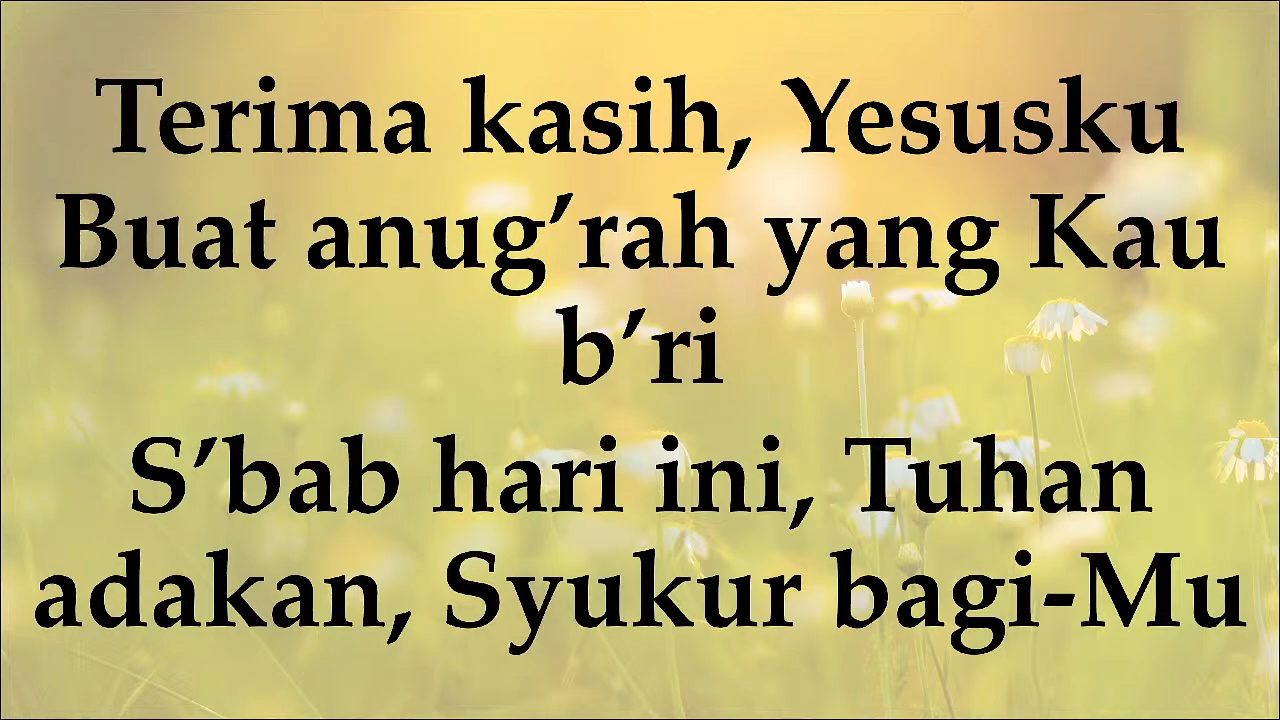 Terima kasih, Yesusku
Buat anug’rah yang Kau
b’ri
S’bab hari ini, Tuhan
adakan, Syukur bagi-Mu